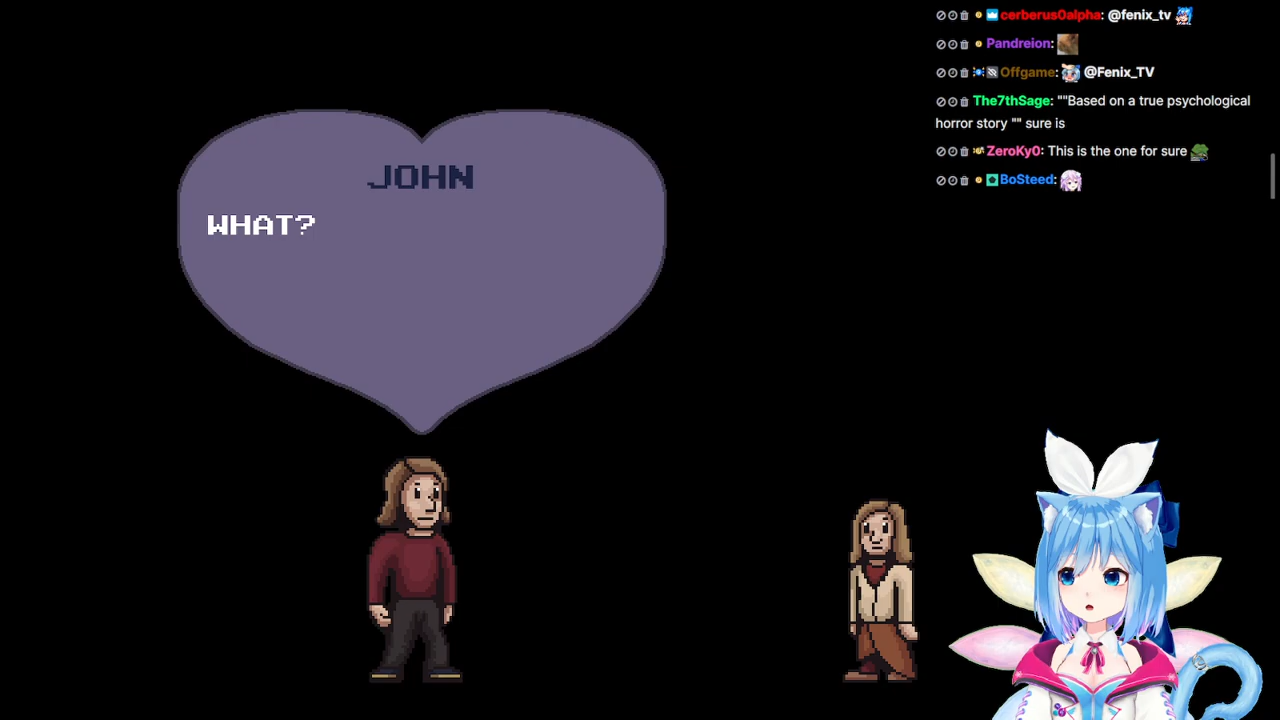 cerberus0alpha: @fenix_tv
Pandreion:
Offgame: @Fenix_TV
The7thSage: ""Based on a true psychological
horror story "" sure is
ZeroKy0: This is the one for sure
BoSteed:
JOHN
WHAT?